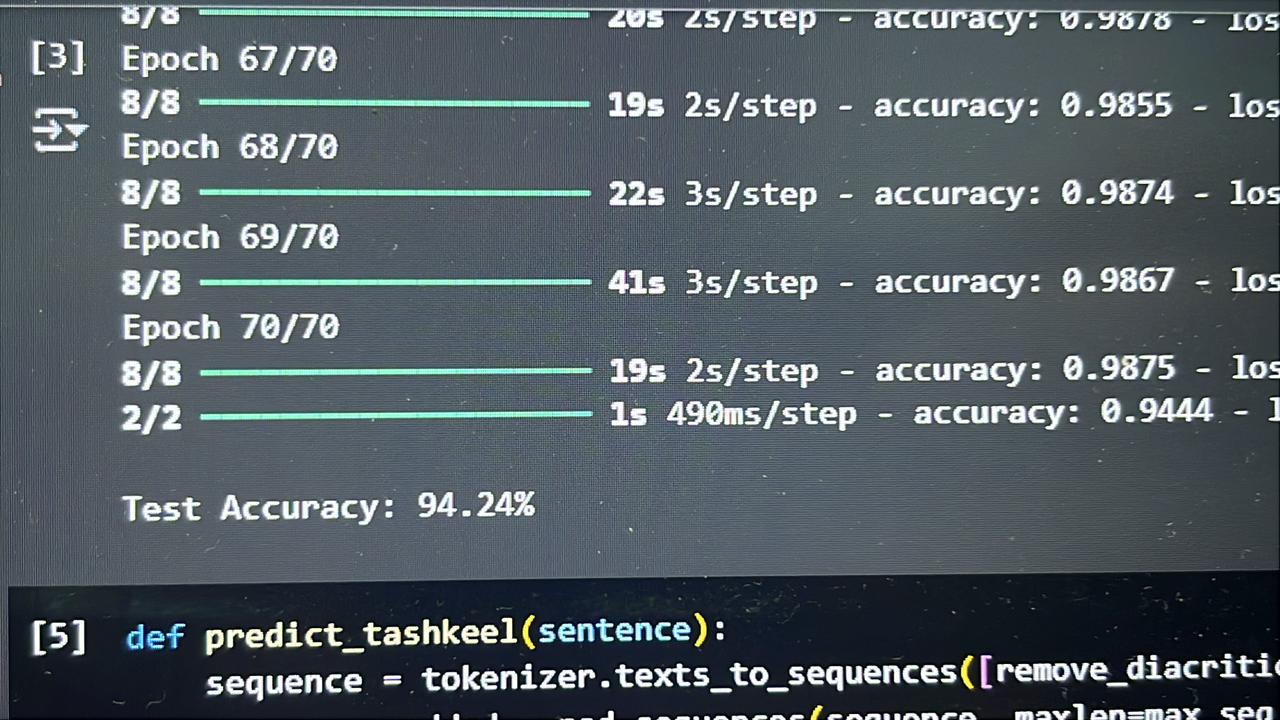 8/8 20s 2s/step - accuracy: 0.9878 - los
[3] Epoch 67/70
8/8 19s 2s/step - accuracy: 0.9855 - los
Epoch 68/70
8/8 22s 3s/step - accuracy: 0.9874 - los
Epoch 69/70
8/8 41s 3s/step - accuracy: 0.9867 - los
Epoch 70/70
8/8 19s 2s/step - accuracy: 0.9875 - los
2/2 1s 490ms/step - accuracy: 0.9444 - l
Test Accuracy: 94.24%
[5] def predict_tashkeel(sentence):
sequence = tokenizer.texts_to_sequences([remove_diacritic
(sequence, maxlen=max_seq